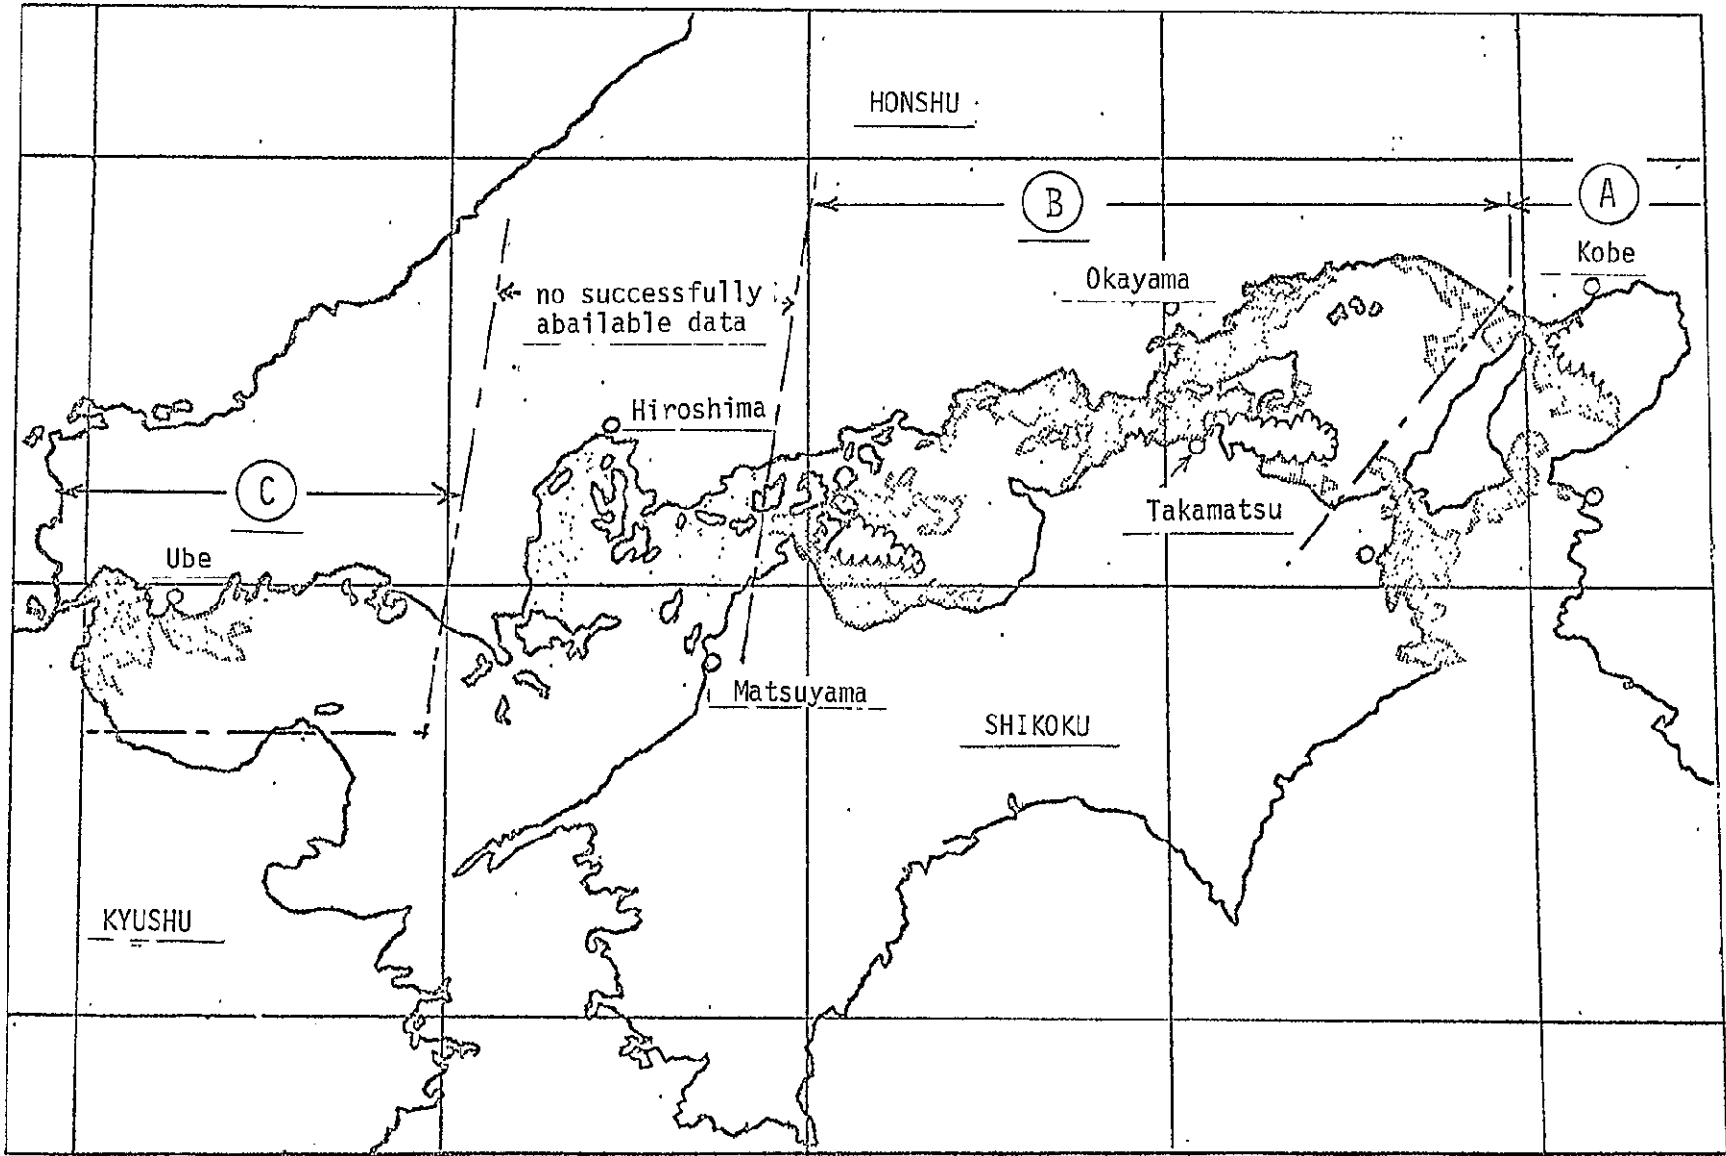 HONSHU
B
A
Kobe
Okayama
no successfully
abailable data
Hiroshima
C
Takamatsu
Ube
Matsuyama
SHIKOKU
KYUSHU